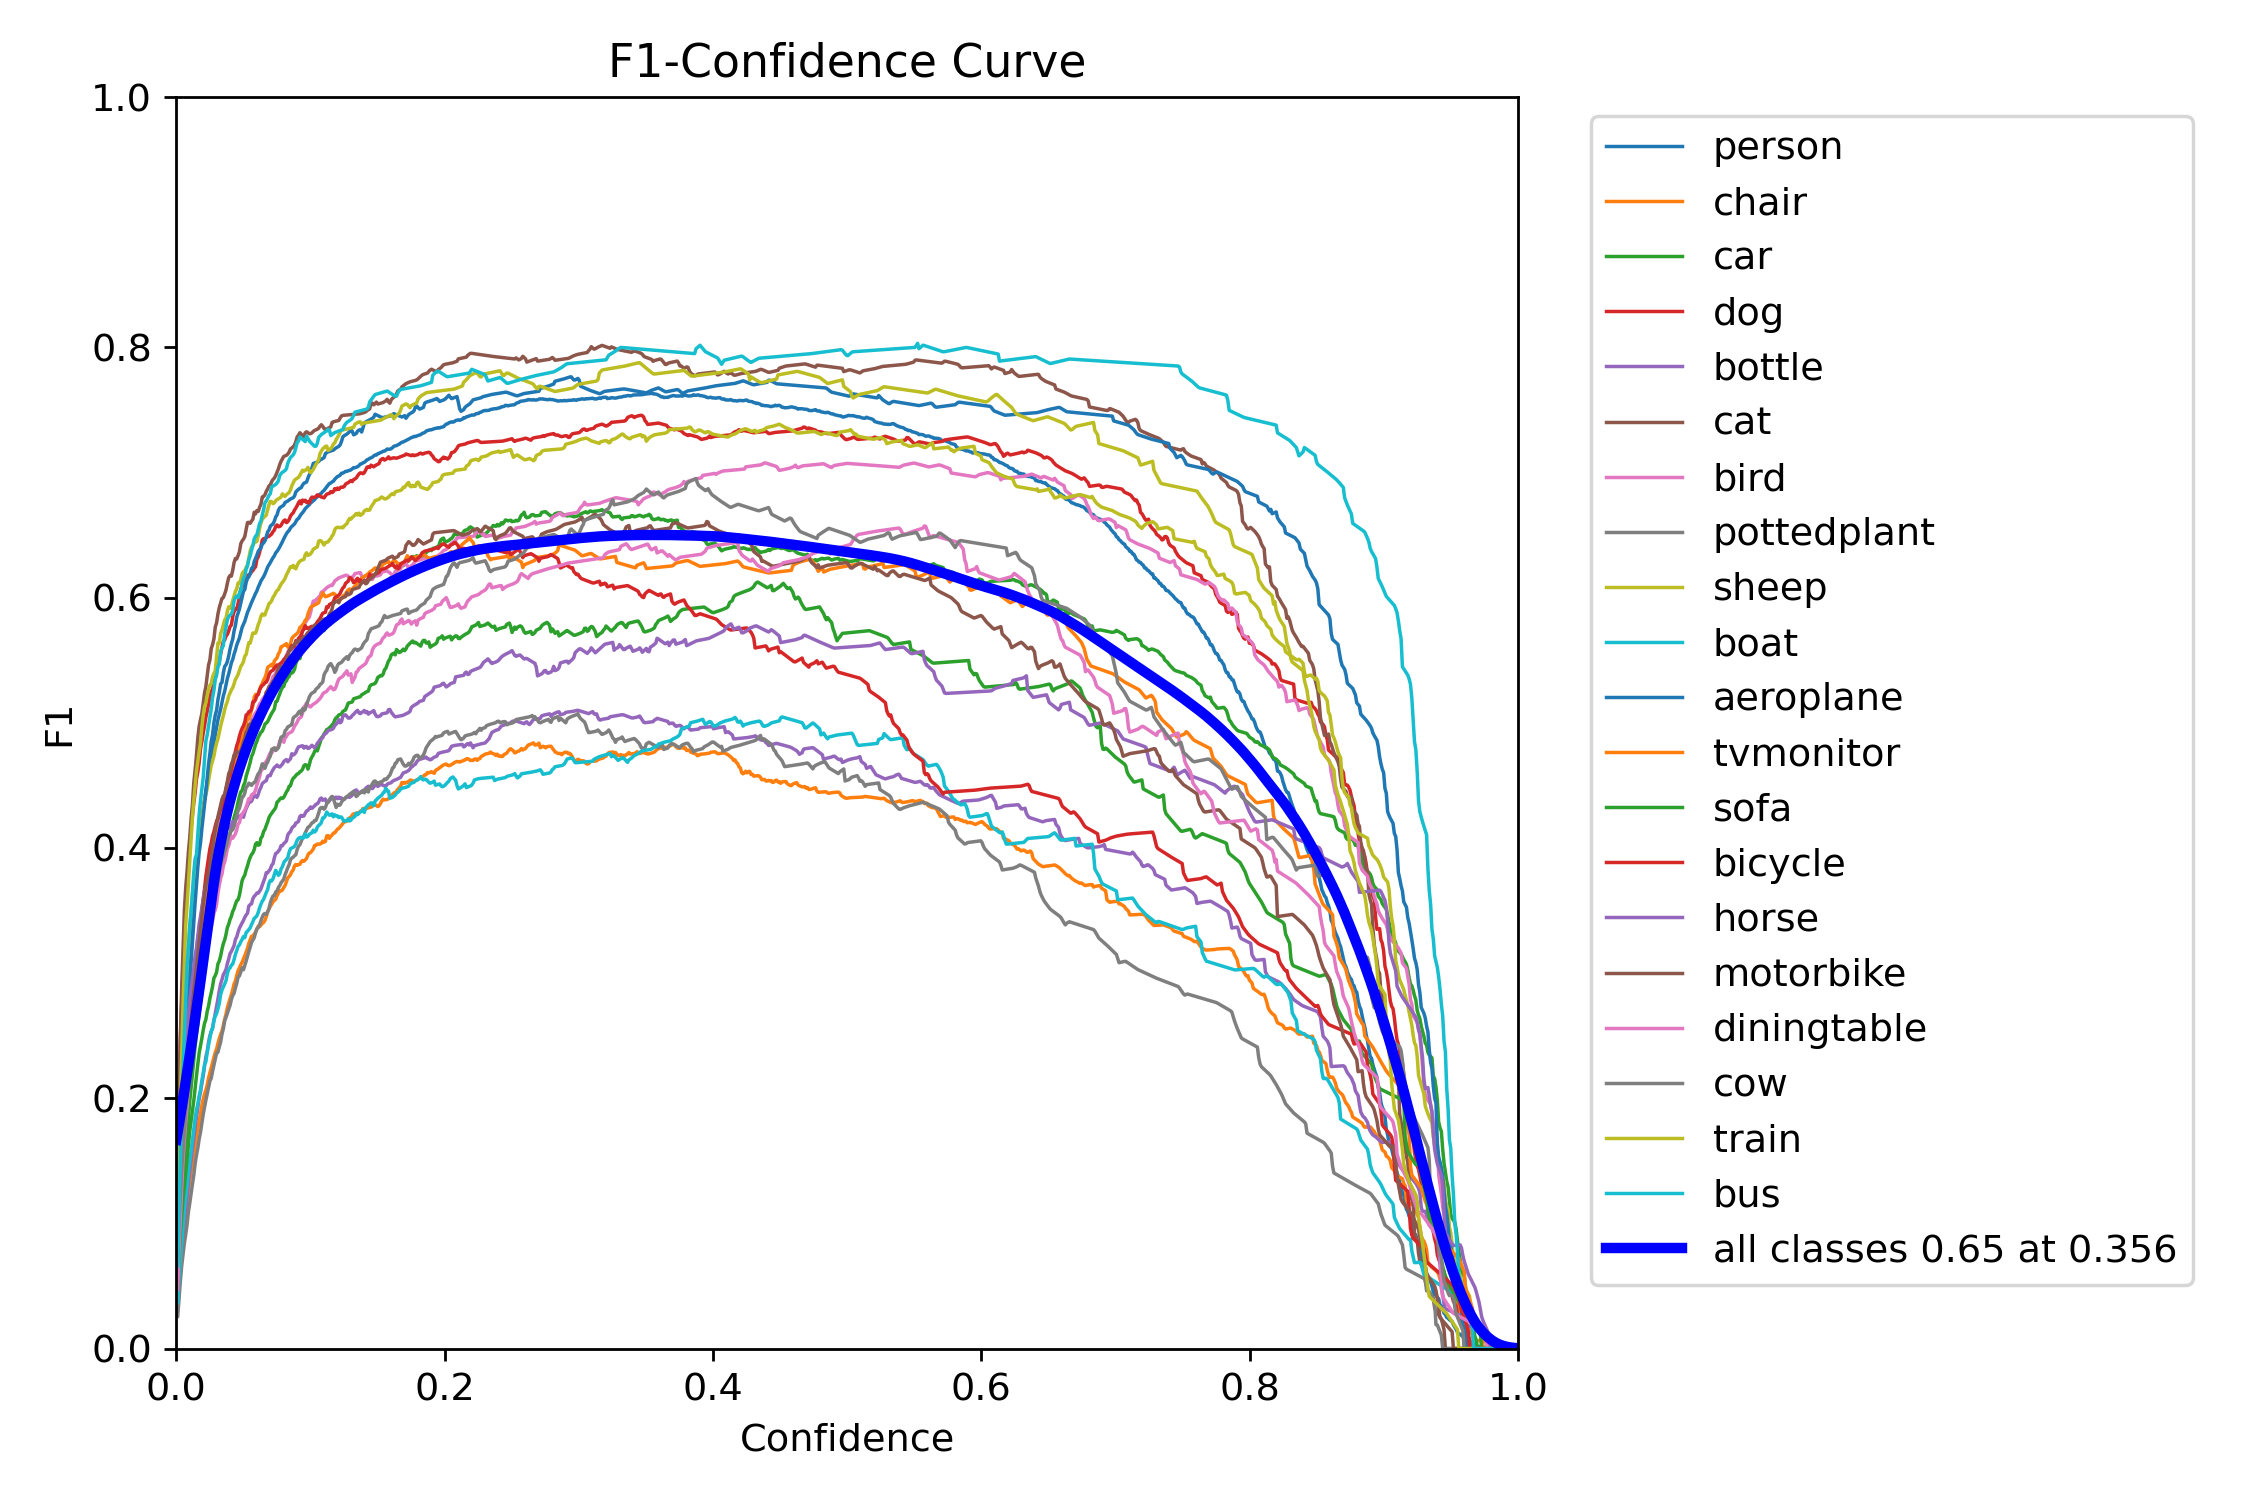 F1-Confidence Curve
1.0
0.8
0.6
0.4
0.2
0.0
F1
0.0 0.2 0.4 0.6 0.8 1.0
Confidence
person
chair
car
dog
bottle
cat
bird
pottedplant
sheep
boat
aeroplane
tvmonitor
sofa
bicycle
horse
motorbike
diningtable
cow
train
bus
all classes 0.65 at 0.356